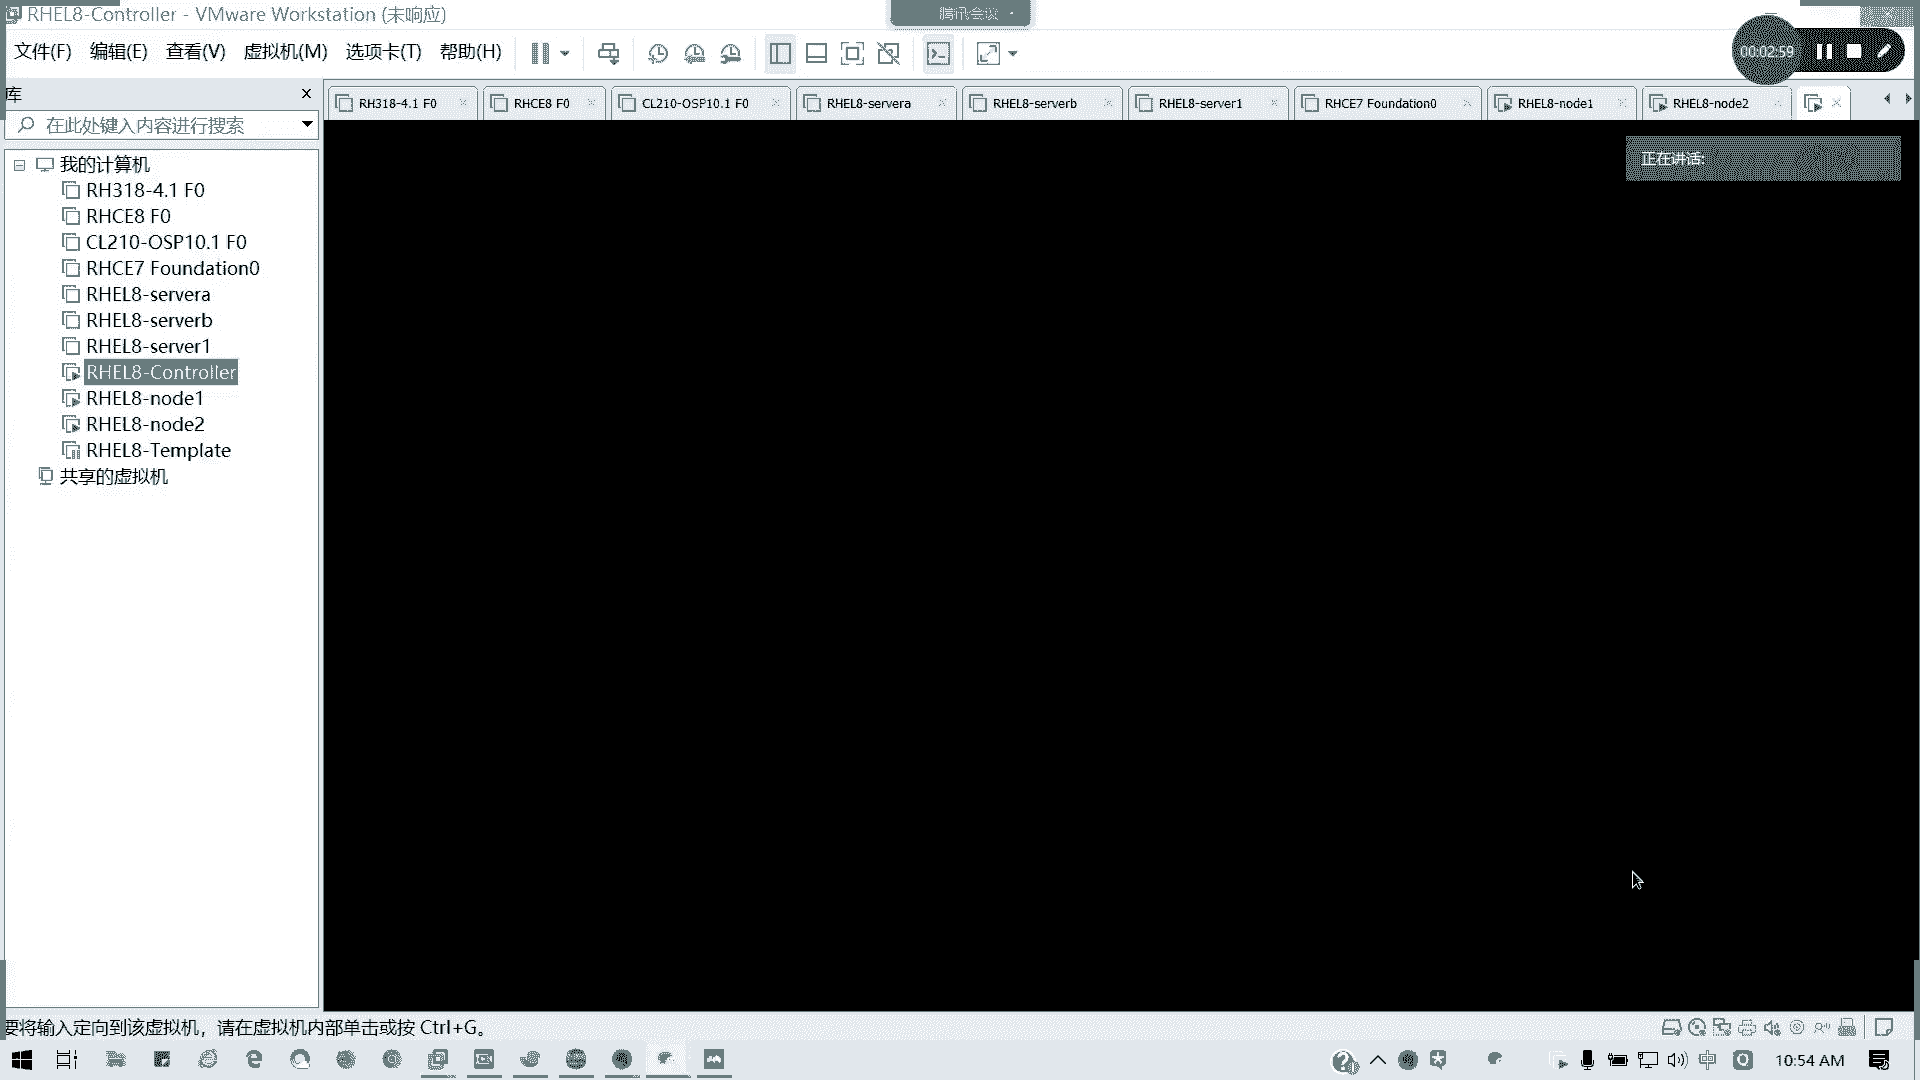 RHEL8-Controller - VMware Workstation (未响应)
腾讯会议
文件(F) 编辑(E) 查看(V) 虚拟机(M) 选项卡(T) 帮助(H)
00:02:59
库
在此处键入内容进行搜索
RH318-4.1 F0
RHCE8 F0
CL210-OSP10.1 F0
RHEL8-servera
RHEL8-serverb
RHEL8-server1
RHCE7 Foundation0
RHEL8-node1
RHEL8-node2
正在讲话:
我的计算机
RH318-4.1 F0
RHCE8 F0
CL210-OSP10.1 F0
RHCE7 Foundation0
RHEL8-servera
RHEL8-serverb
RHEL8-server1
RHEL8-Controller
RHEL8-node1
RHEL8-node2
RHEL8-Template
共享的虚拟机
要将输入定向到该虚拟机，请在虚拟机内部单击或按 Ctrl+G。
中
10:54 AM